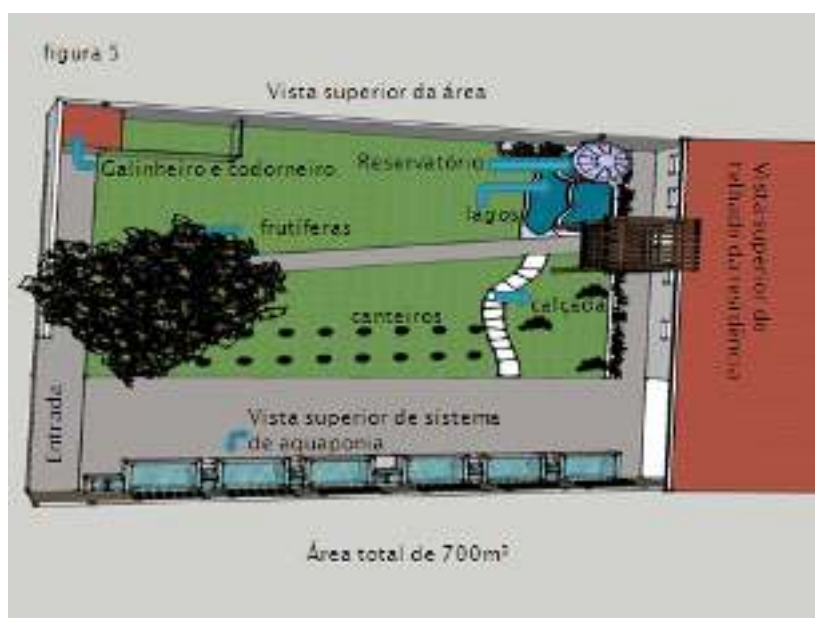 figura 5
Vista superior da área
Galinheiro e codorneiro
Reservatório
lagos
frutíferas
calçada
canteiros
Vista superior do
telhado da residência
Entrada
Vista superior de sistema
de aquaponia
Área total de 700m²